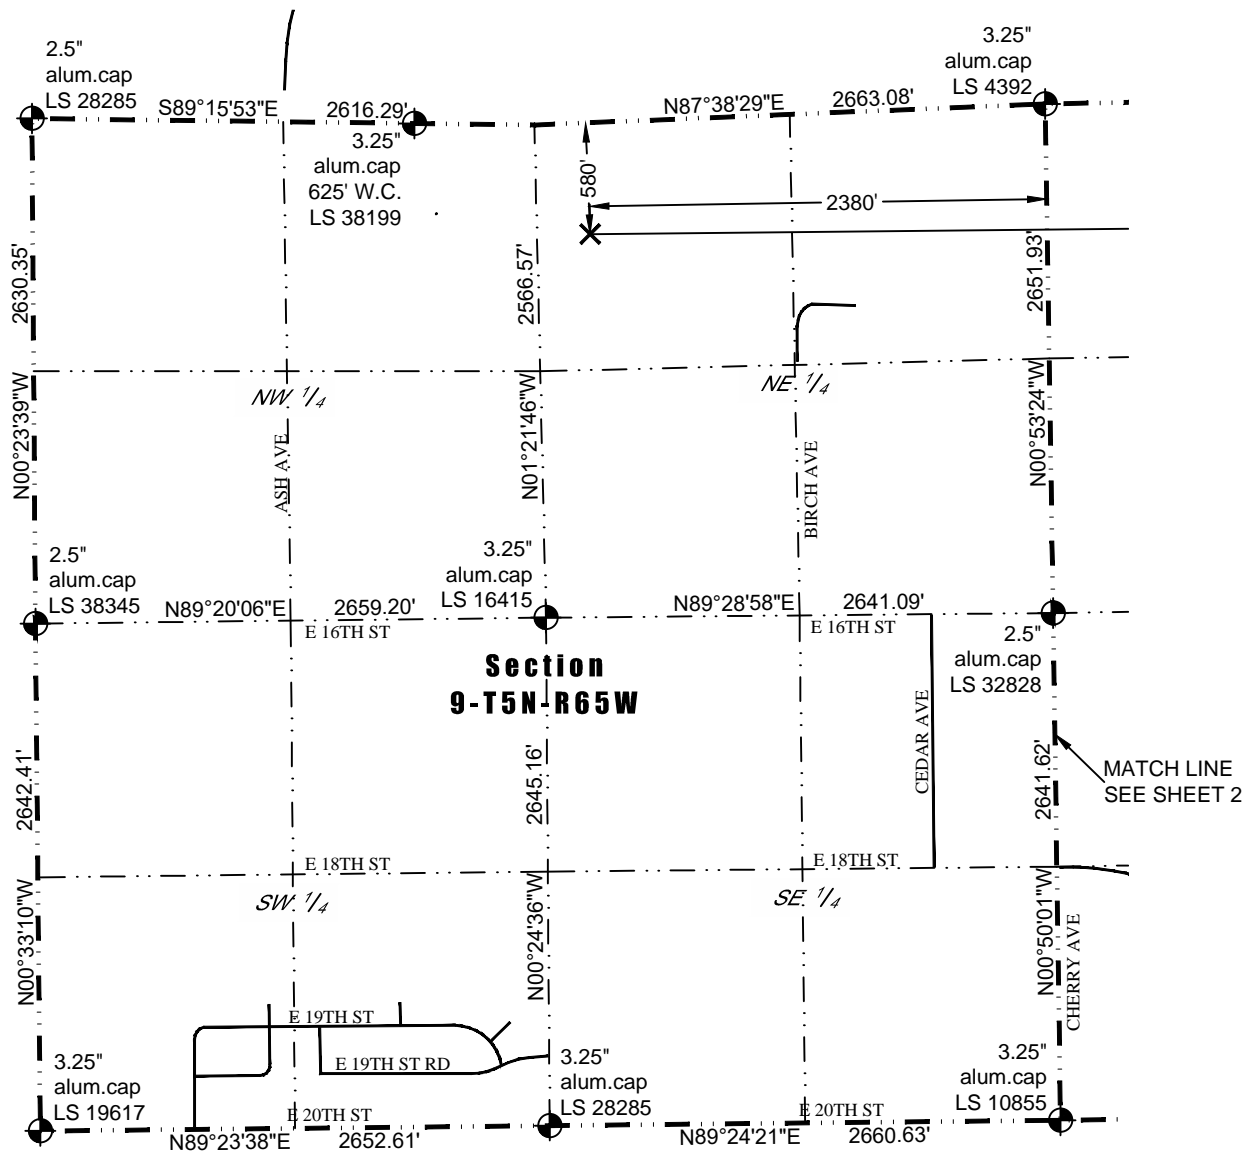 2.5"
alum.cap
LS 28285
S89°15'53"E 2616.29'
3.25"
alum.cap
625' W.C.
LS 38199
N87°38'29"E 2663.08'
3.25"
alum.cap
LS 4392
580'
2380'
2630.35'
N00°23'39"W
2566.57'
N01°21'46"W
2651.93'
N00°53'24"W
NW 1/4
NE 1/4
ASH AVE
BIRCH AVE
2.5"
alum.cap
LS 38345
N89°20'06"E 2659.20'
3.25"
alum.cap
LS 16415
N89°28'58"E 2641.09'
E 16TH ST
E 16TH ST
2.5"
alum.cap
LS 32828
Section
9-T5N-R65W
CEDAR AVE
MATCH LINE
SEE SHEET 2
2642.41'
N00°33'10"W
2645.16'
N00°24'36"W
2641.62'
N00°50'01"W
E 18TH ST
E 18TH ST
SW 1/4
SE 1/4
CHERRY AVE
E 19TH ST
E 19TH ST RD
3.25"
alum.cap
LS 19617
E 20TH ST
N89°23'38"E 2652.61'
3.25"
alum.cap
LS 28285
E 20TH ST
N89°24'21"E 2660.63'
3.25"
alum.cap
LS 10855